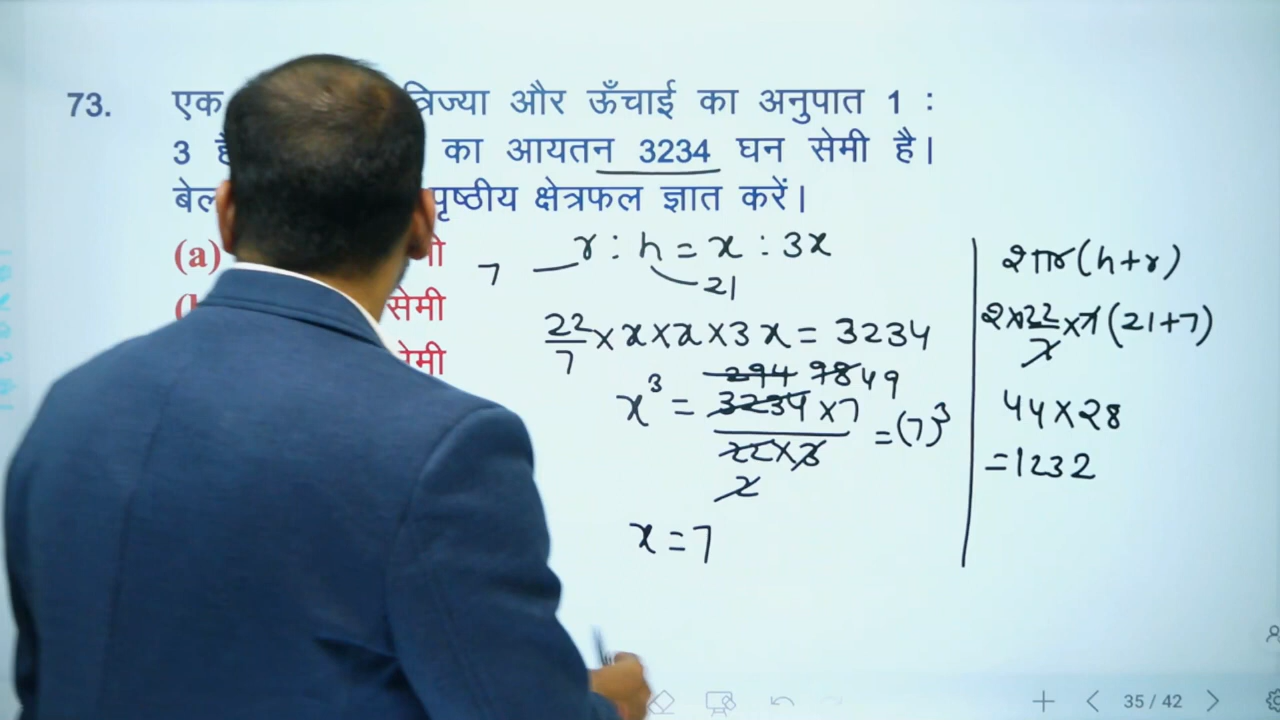 73. एक त्रिज्या और ऊँचाई का अनुपात 1 :
3 का आयतन 3234 घन सेमी है।
पृष्ठीय क्षेत्रफल ज्ञात करें।
(a)
सेमी
r : h = x : 3x
7 21
22/7 × x × x × 3x = 3234
294 98 49
x³ = 3234 × 7 / 22 × 3 = (7)³
2
x = 7
2πr(h+r)
2 × 22/7 × 7 (21+7)
44 × 28
= 1232
35 / 42